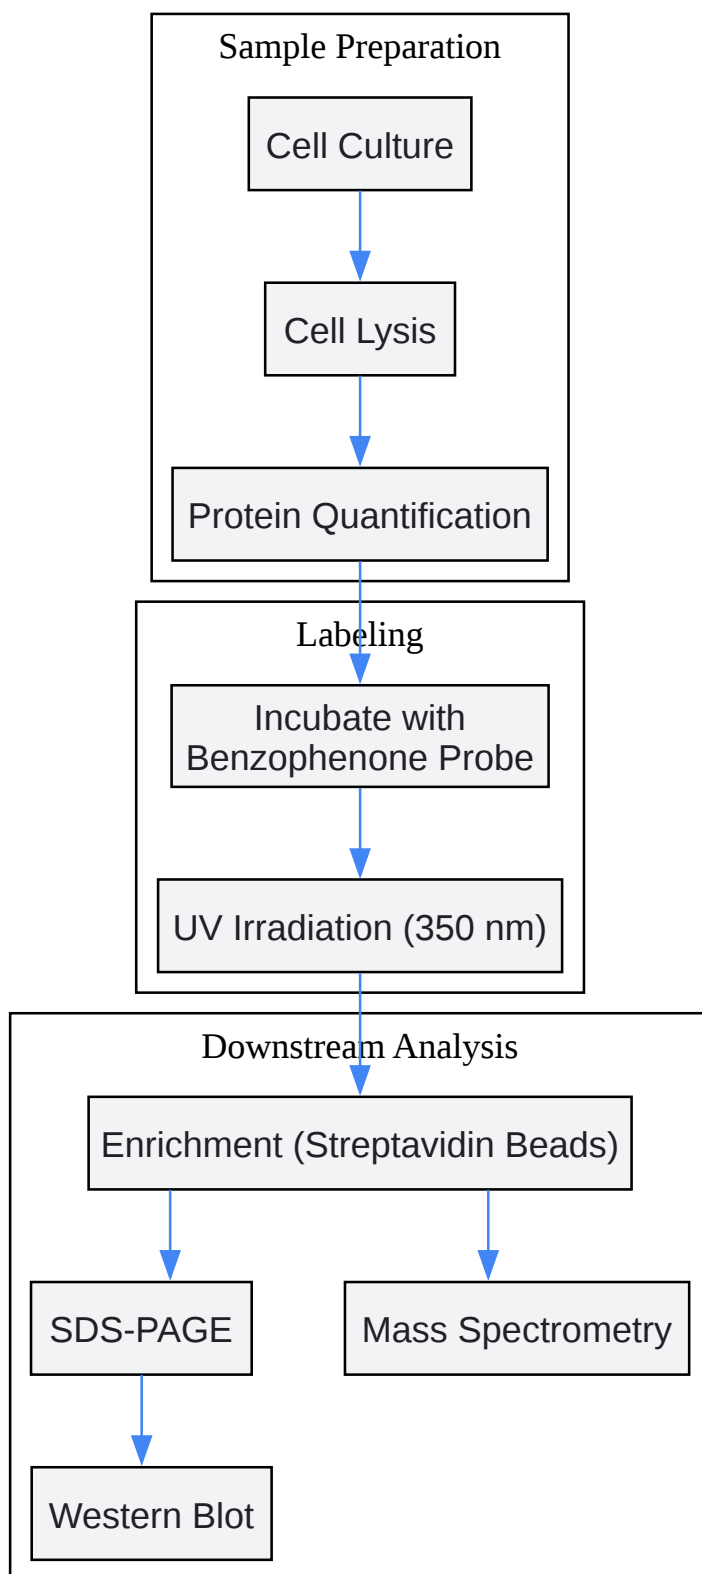 Sample Preparation
Cell Culture
Cell Lysis
Protein Quantification
Labeling
Incubate with
Benzophenone Probe
UV Irradiation (350 nm)
Downstream Analysis
Enrichment (Streptavidin Beads)
SDS-PAGE
Mass Spectrometry
Western Blot